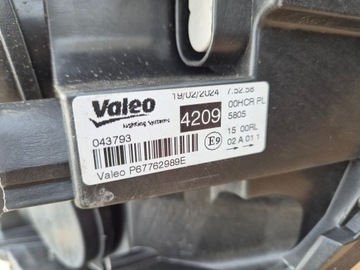 19/02/2024 7.52.58
Valeo 4209 00HCR PL
Lighting Systems 5805
043793 15 00RL
E9 02 A 01.1
Valeo P67762989E